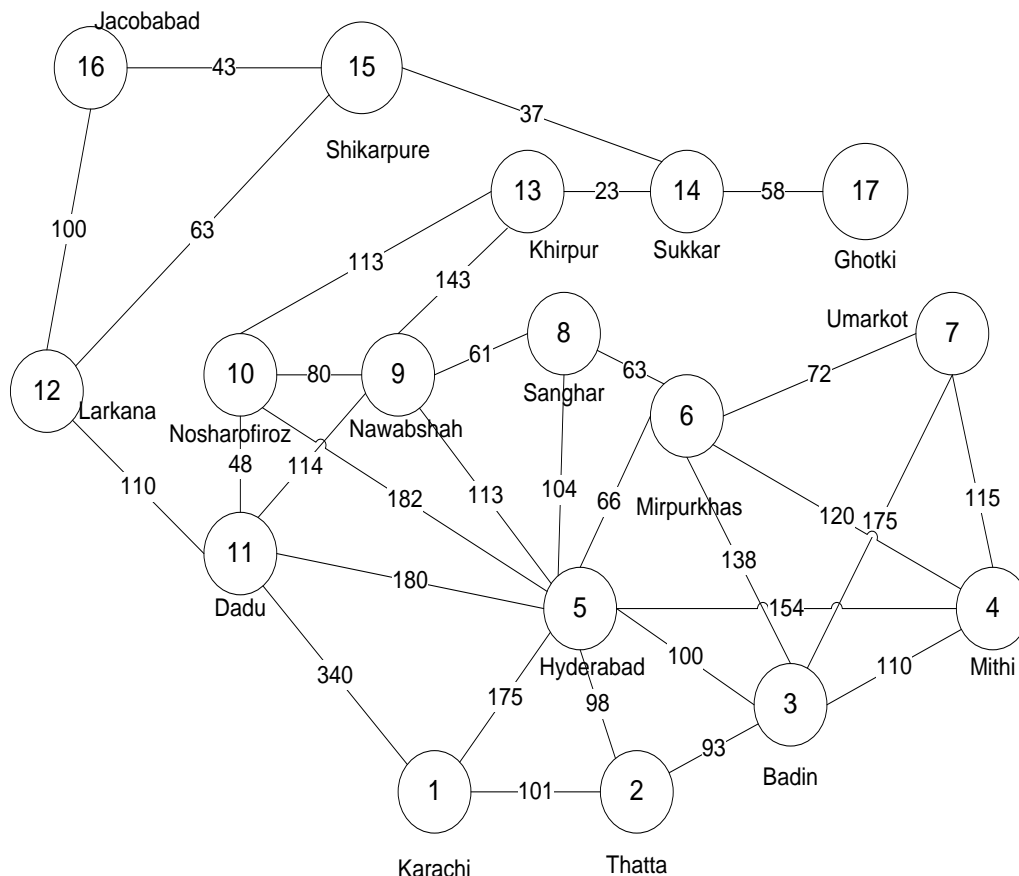 Jacobabad
16
43
15
37
Shikarpure
13
23
14
58
17
100
63
Khirpur
Sukkar
Ghotki
113
143
Umarkot
8
7
61
63
72
10
80
9
12
Larkana
Sanghar
6
Nosharofiroz
Nawabshah
48
114
110
182
113
104
66
Mirpurkhas
120
175
115
138
11
180
5
154
4
Dadu
Hyderabad
100
110
Mithi
340
175
98
3
93
Badin
1
101
2
Karachi
Thatta